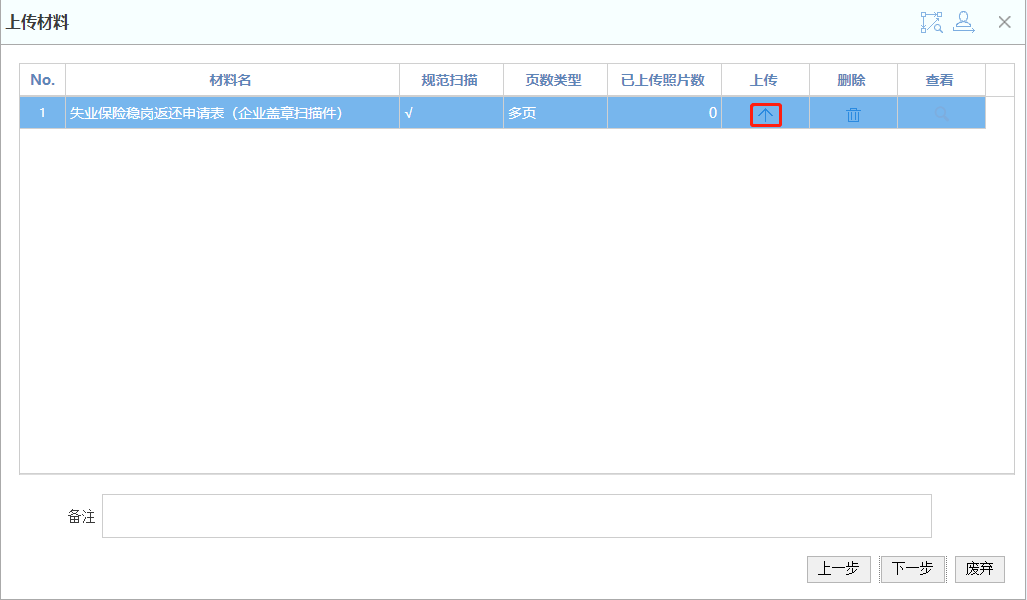 上传材料
No. 材料名 规范扫描 页数类型 已上传照片数 上传 删除 查看
1 失业保险稳岗返还申请表（企业盖章扫描件） √ 多页 0
备注
上一步 下一步 废弃